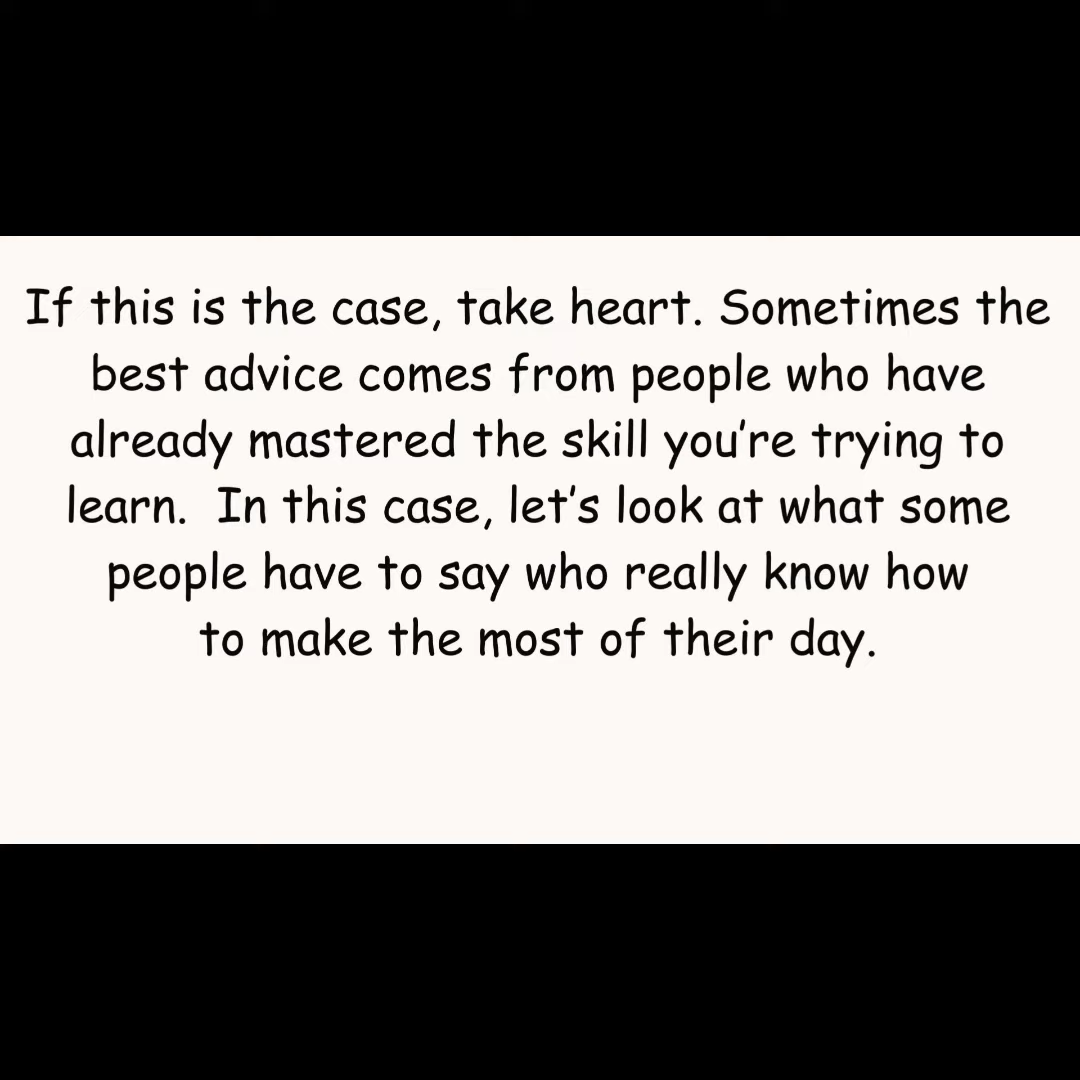 If this is the case, take heart. Sometimes the
best advice comes from people who have
already mastered the skill you're trying to
learn.  In this case, let's look at what some
people have to say who really know how
to make the most of their day.